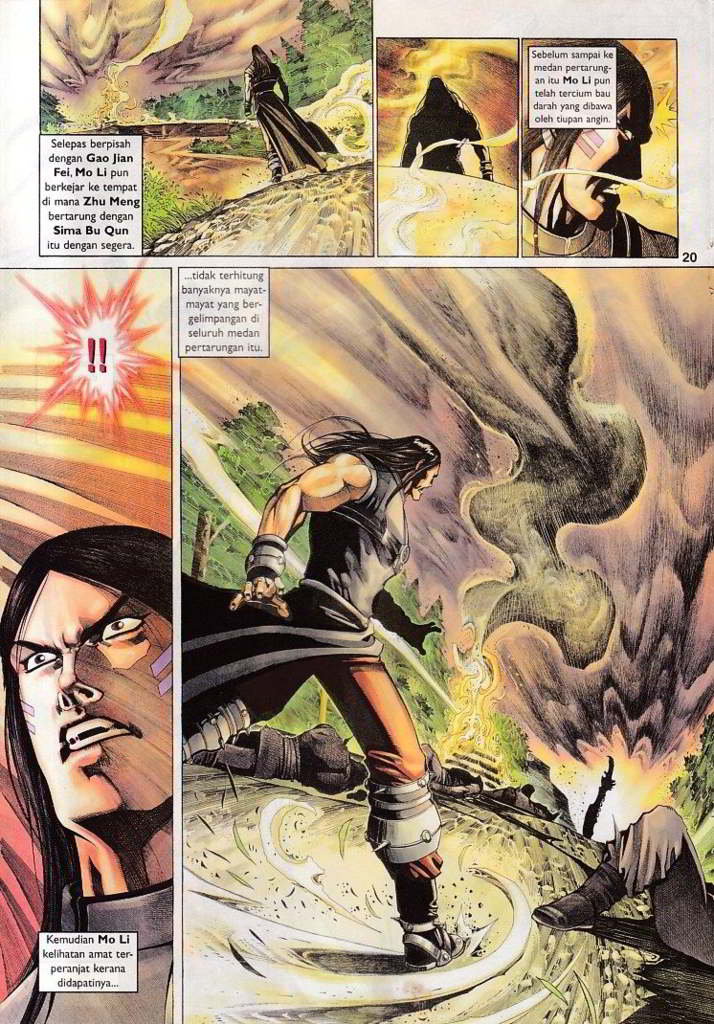 Selepas berpisah
dengan Gao Jian
Fei, Mo Li pun
berkejar ke tempat
di mana Zhu Meng
bertarung dengan
Sima Bu Qun
itu dengan segera.
Sebelum sampai ke
medan pertarung-
an itu Mo Li pun
telah tercium bau
darah yang dibawa
oleh tiupan angin.
20
!!
Kemudian Mo Li
kelihatan amat ter-
peranjat kerana
didapatinya...
...tidak terhitung
banyaknya mayat-
mayat yang ber-
gelimpangan di
seluruh medan
pertarungan itu.